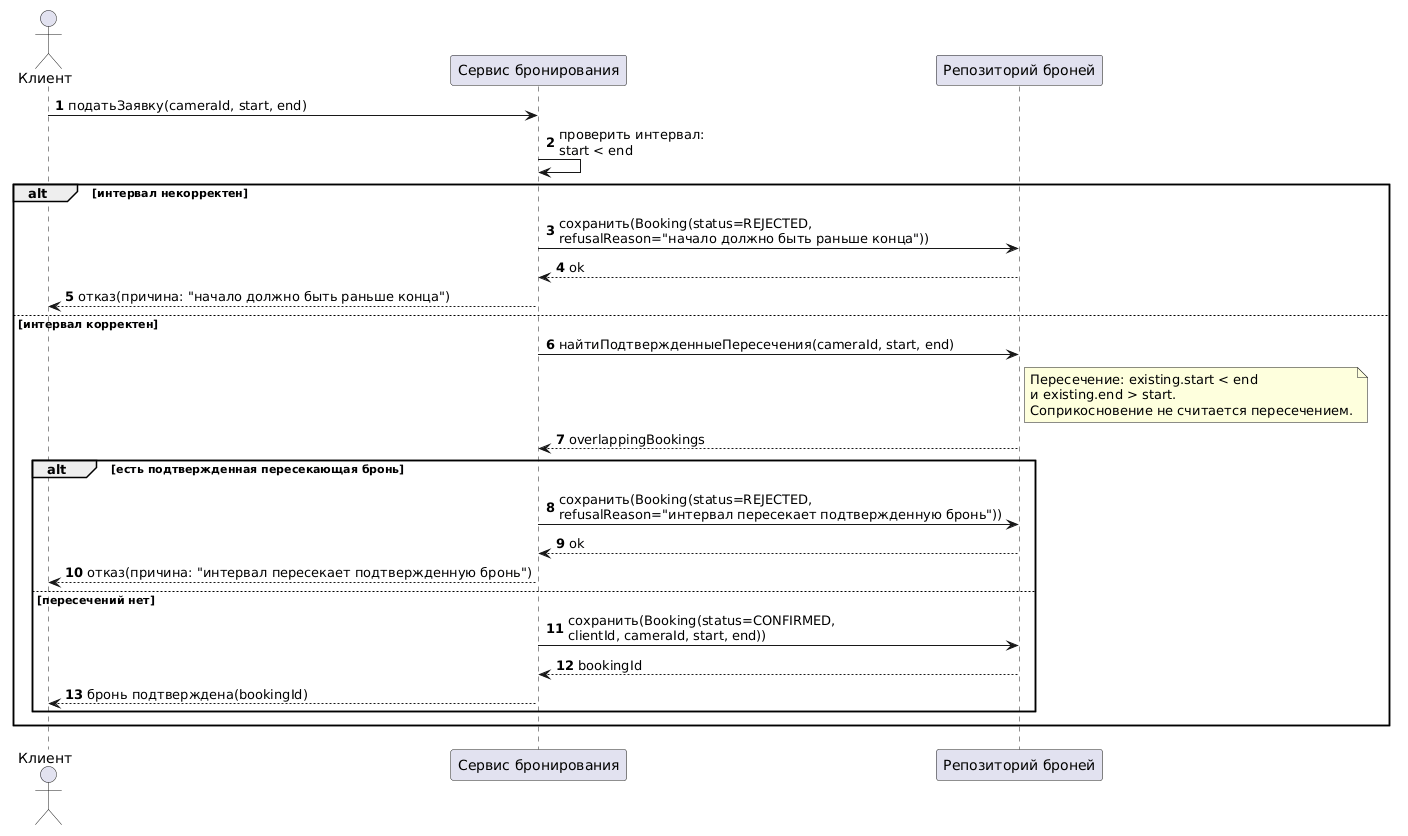 Клиент
Сервис бронирования
Репозиторий броней
1 податьЗаявку(cameraId, start, end)
2 проверить интервал:
start < end
alt [интервал некорректен]
3 сохранить(Booking(status=REJECTED,
refusalReason="начало должно быть раньше конца"))
4 ok
5 отказ(причина: "начало должно быть раньше конца")
[интервал корректен]
6 найтиПодтвержденныеПересечения(cameraId, start, end)
Пересечение: existing.start < end
и existing.end > start.
Соприкосновение не считается пересечением.
7 overlappingBookings
alt [есть подтвержденная пересекающая бронь]
8 сохранить(Booking(status=REJECTED,
refusalReason="интервал пересекает подтвержденную бронь"))
9 ok
10 отказ(причина: "интервал пересекает подтвержденную бронь")
[пересечений нет]
11 сохранить(Booking(status=CONFIRMED,
clientId, cameraId, start, end))
12 bookingId
13 бронь подтверждена(bookingId)
Клиент
Сервис бронирования
Репозиторий броней